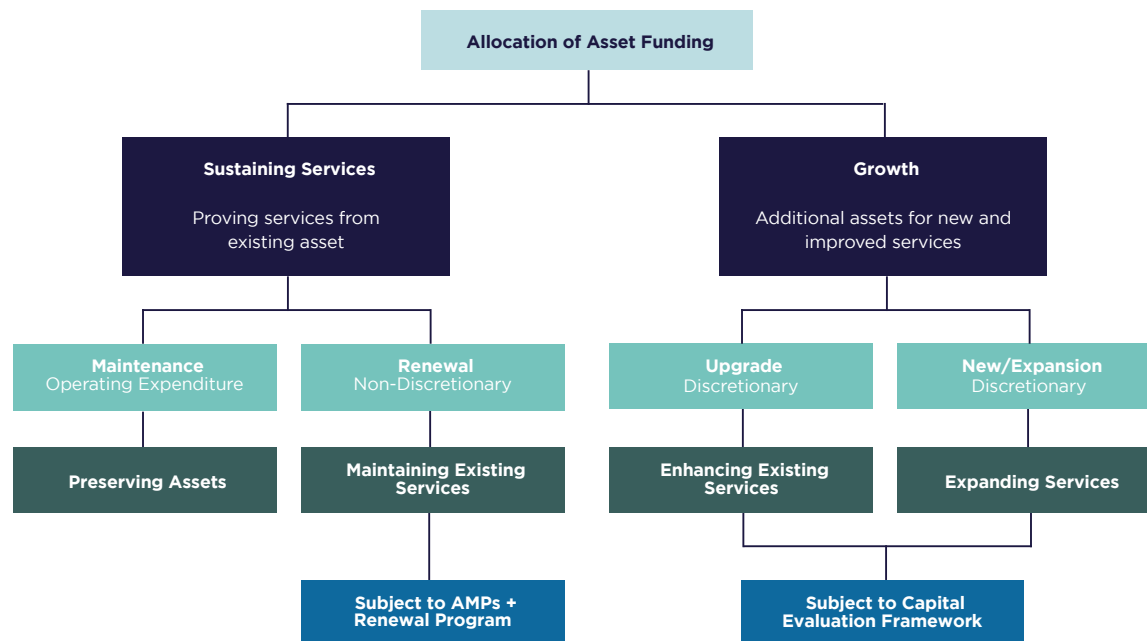 Allocation of Asset Funding
Sustaining Services
Proving services from
existing asset
Growth
Additional assets for new and
improved services
Maintenance
Operating Expenditure
Renewal
Non-Discretionary
Upgrade
Discretionary
New/Expansion
Discretionary
Preserving Assets
Maintaining Existing
Services
Enhancing Existing
Services
Expanding Services
Subject to AMPs +
Renewal Program
Subject to Capital
Evaluation Framework